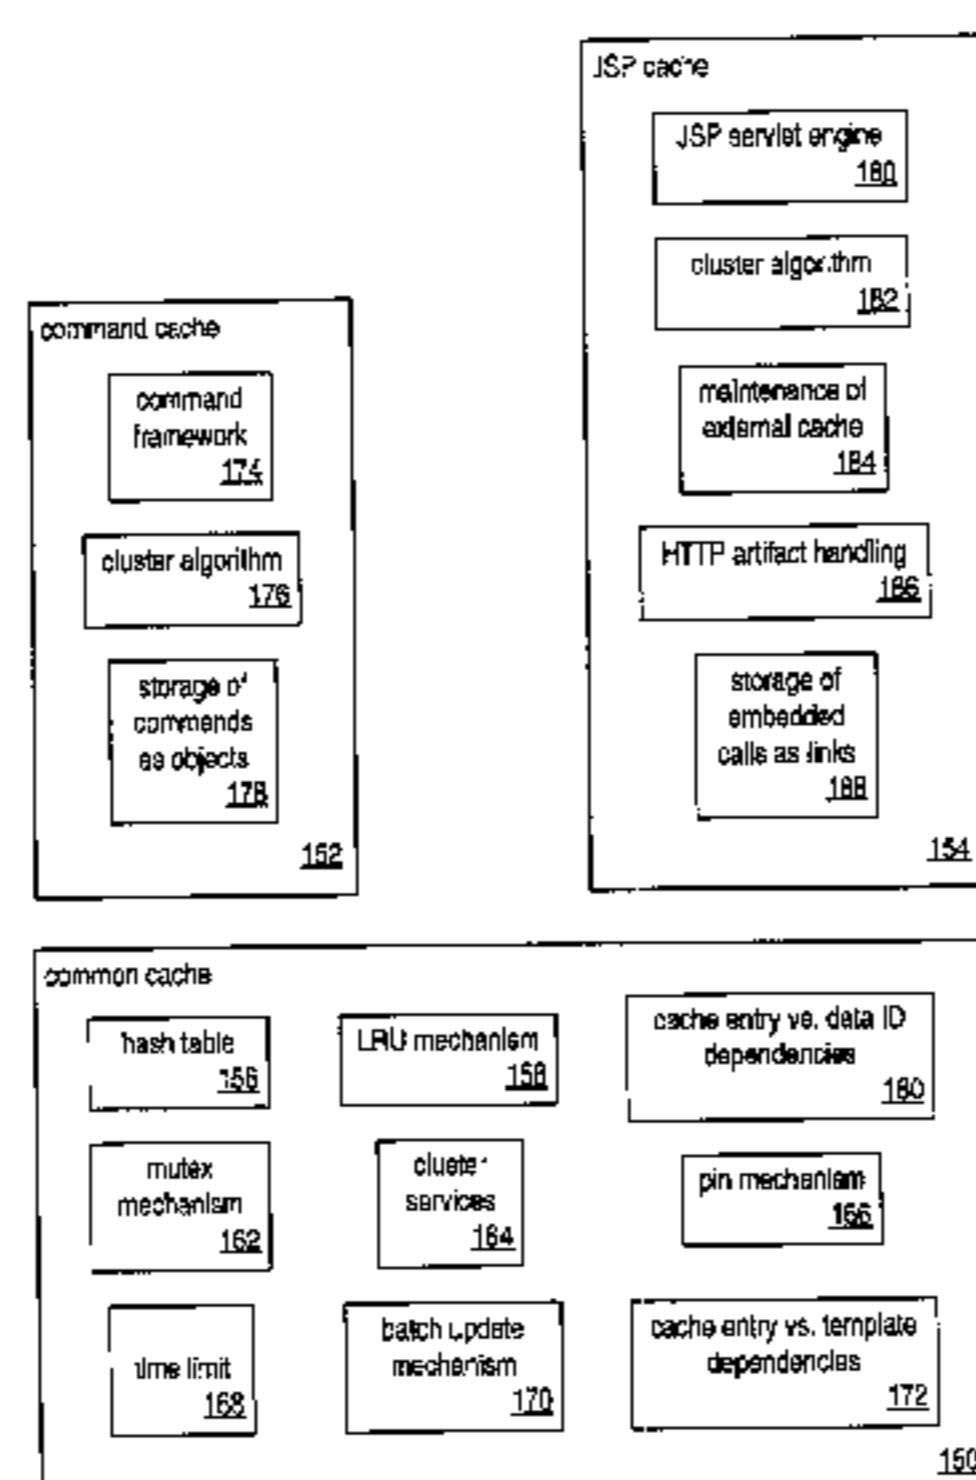 JSP cache
JSP servlet engine
180
cluster algorithm
182
maintenance of
external cache
184
HTTP artifact handling
186
storage of
embedded
calls as links
188
154
command cache
command
framework
174
cluster algorithm
176
storage of
commands
as objects
178
152
common cache
hash table
156
LRU mechanism
158
cache entry vs. data ID
dependencies
160
mutex
mechanism
162
cluster
services
164
pin mechanism
166
time limit
168
batch update
mechanism
170
cache entry vs. template
dependencies
172
150